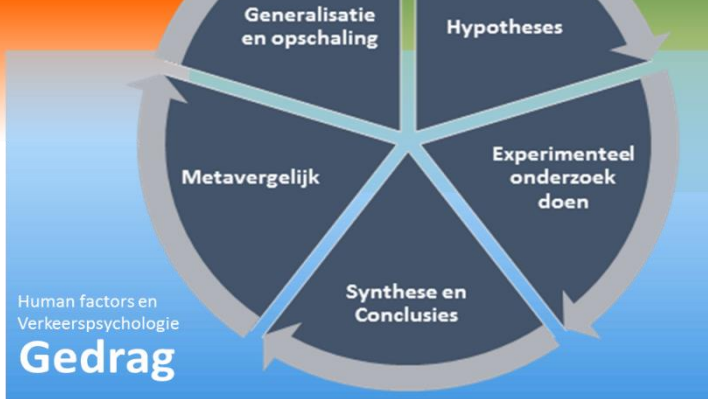 Generalisatie
en opschaling
Hypotheses
Metavergelijk
Experimenteel
onderzoek
doen
Synthese en
Conclusies
Human factors en
Verkeerspsychologie
Gedrag